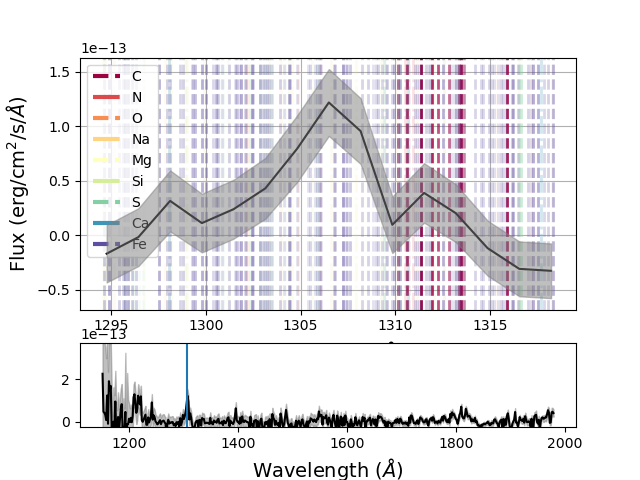 1e−13
Flux (erg/cm²/s/Å)
1.5
1.0
0.5
0.0
−0.5
C
N
O
Na
Mg
Si
S
Ca
Fe
1295
1300
1305
1310
1315
1e−13
2
0
1200
1400
1600
1800
2000
Wavelength (Å)